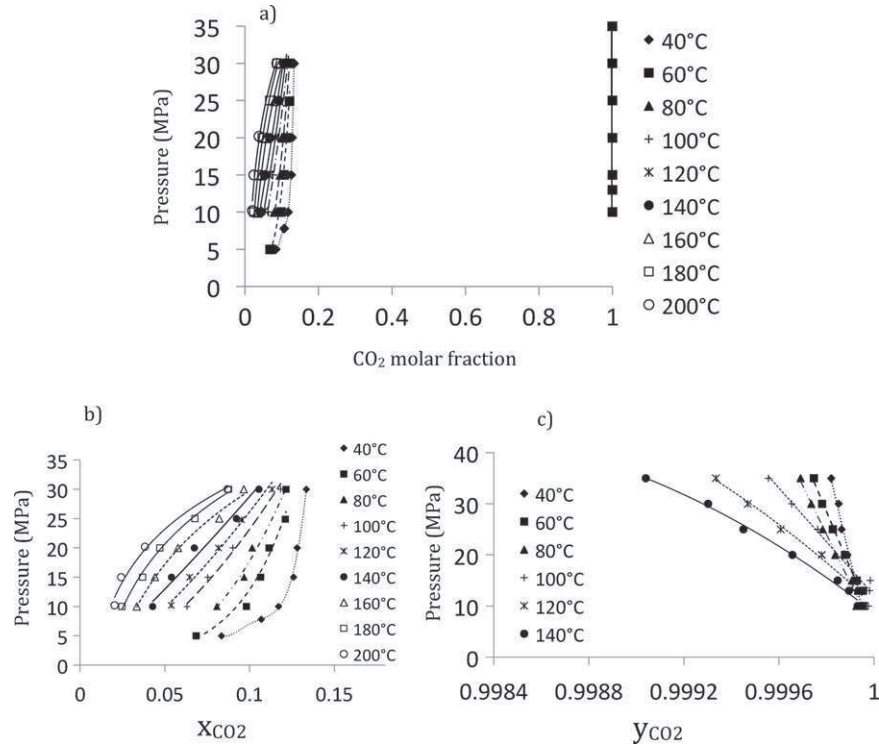 a)
Pressure (MPa)
35
30
25
20
15
10
5
0
0
0.2
0.4
0.6
0.8
1
CO₂ molar fraction
40°C
60°C
80°C
100°C
120°C
140°C
160°C
180°C
200°C
b)
Pressure (MPa)
35
30
25
20
15
10
5
0
0
0.05
0.1
0.15
xCO2
40°C
60°C
80°C
100°C
120°C
140°C
160°C
180°C
200°C
c)
Pressure (MPa)
40
30
20
10
0
0.9984
0.9988
0.9992
0.9996
1
yCO2
40°C
60°C
80°C
100°C
120°C
140°C